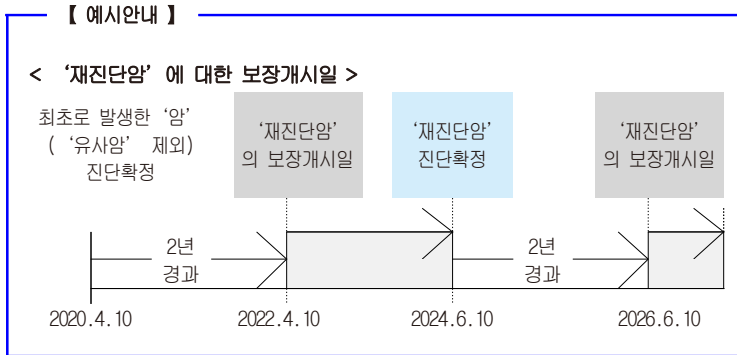 【 예시안내 】
< ‘재진단암’에 대한 보장개시일 >
최초로 발생한 ‘암’
( ‘유사암’ 제외)
진단확정
‘재진단암’
의 보장개시일
‘재진단암’
진단확정
‘재진단암’
의 보장개시일
2년
경과
2년
경과
2020.4.10
2022.4.10
2024.6.10
2026.6.10